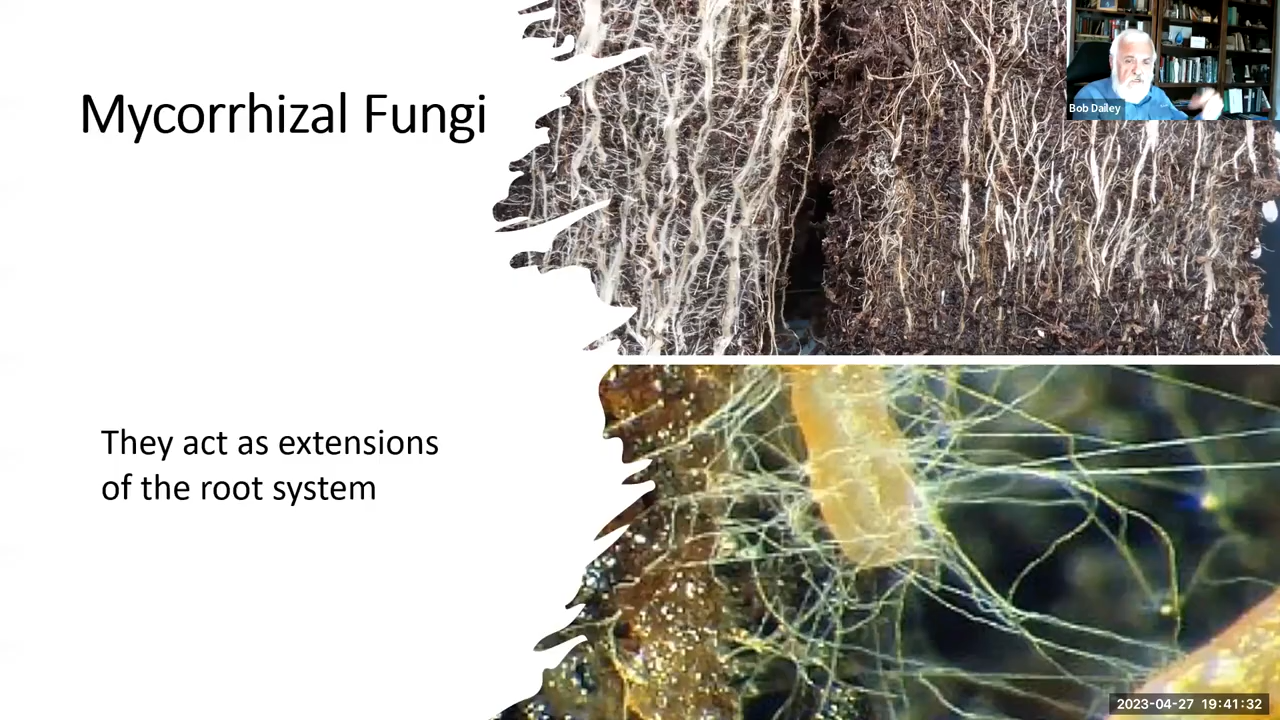 Mycorrhizal Fungi
Bob Dailey
They act as extensions
of the root system
2023-04-27 19:41:32